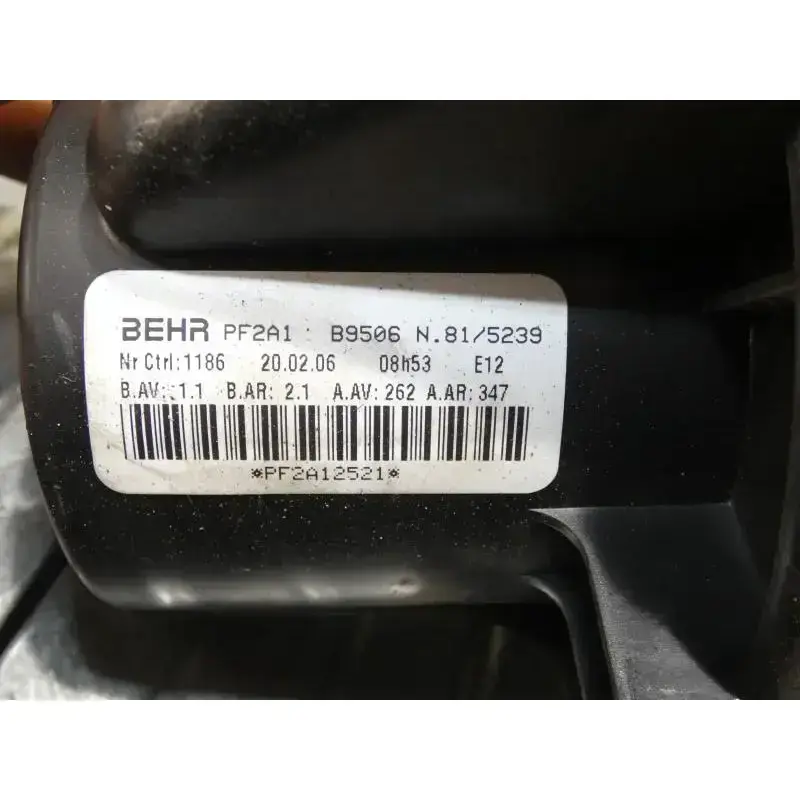 BEHR PF2A1 : B9506 N.81/5239
Nr Ctrl:1186 20.02.06 08h53 E12
B.AV: 1.1 B.AR: 2.1 A.AV: 262 A.AR: 347
*PF2A12521*